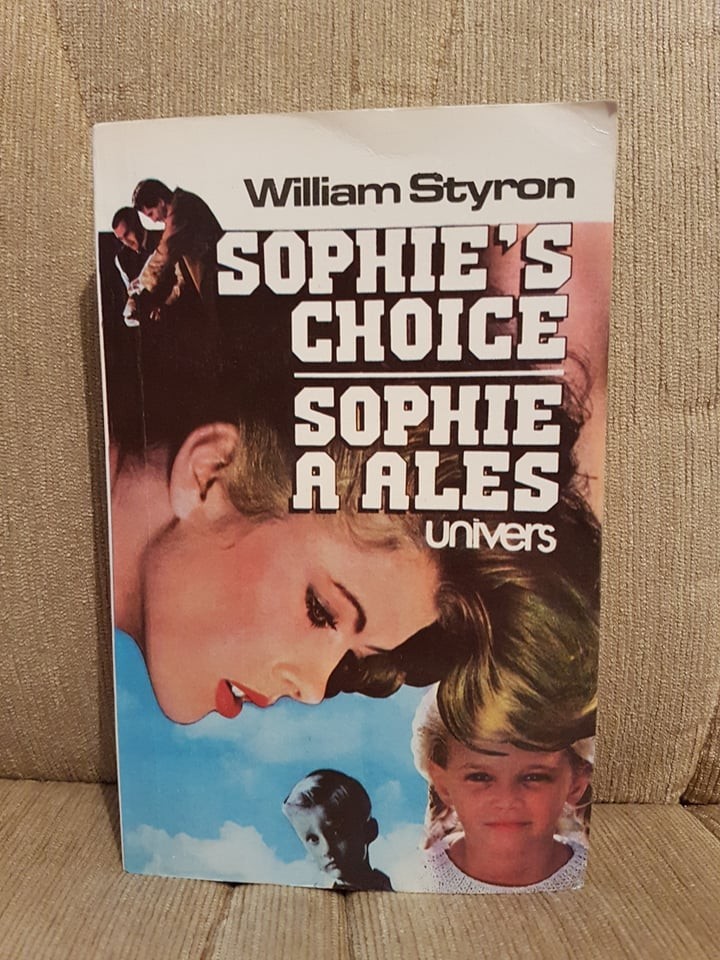 William Styron
SOPHIE'S
CHOICE
SOPHIE
A ALES
univers